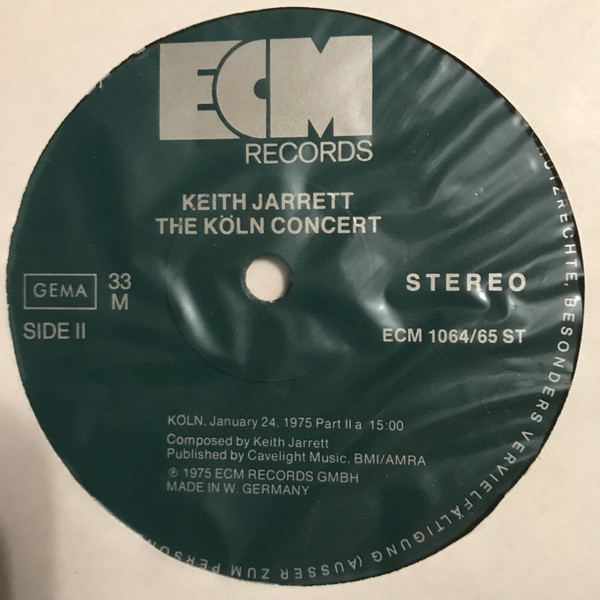 ECM
RECORDS
KEITH JARRETT
THE KÖLN CONCERT
GEMA
33
M
SIDE II
STEREO
ECM 1064/65 ST
KÖLN, January 24, 1975 Part II a 15:00
Composed by Keith Jarrett
Published by Cavelight Music, BMI/AMRA
℗ 1975 ECM RECORDS GMBH
MADE IN W. GERMANY
BESONDERS VERVIELFÄLTIGUNG (AUSSER ZUM